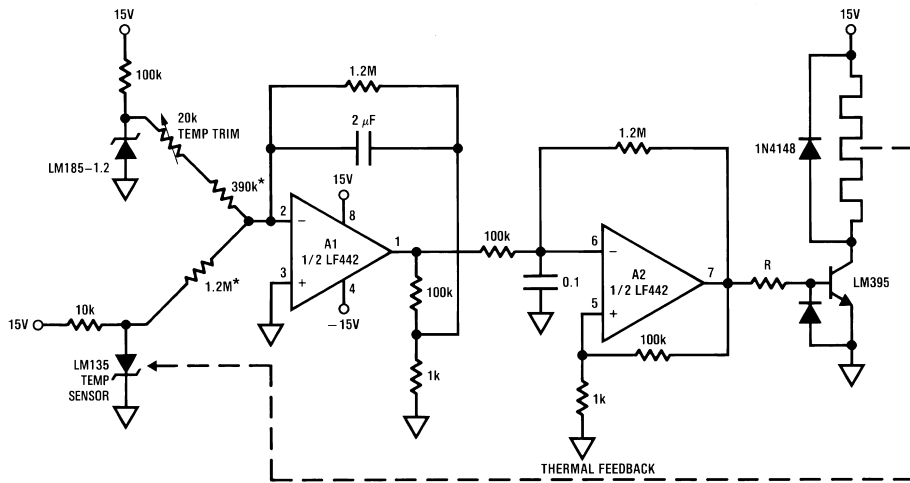 15V
15V
100k
1.2M
20k
TEMP TRIM
2 μF
1.2M
1N4148
LM185–1.2
390k*
15V
2
–
8
A1
1/2 LF442
1
100k
6
–
A2
1/2 LF442
7
R
LM395
3
+
4
–15V
1.2M*
100k
0.1
5
+
15V
10k
100k
LM135
TEMP
SENSOR
1k
1k
THERMAL FEEDBACK